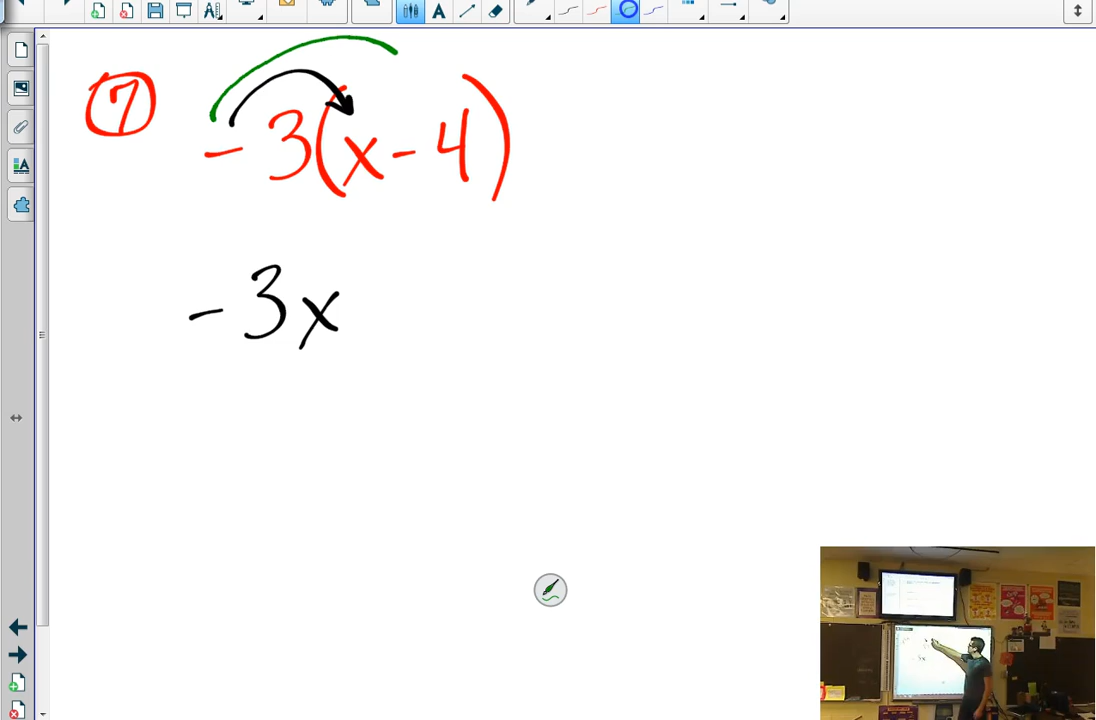 7 - 3(x - 4)
- 3x